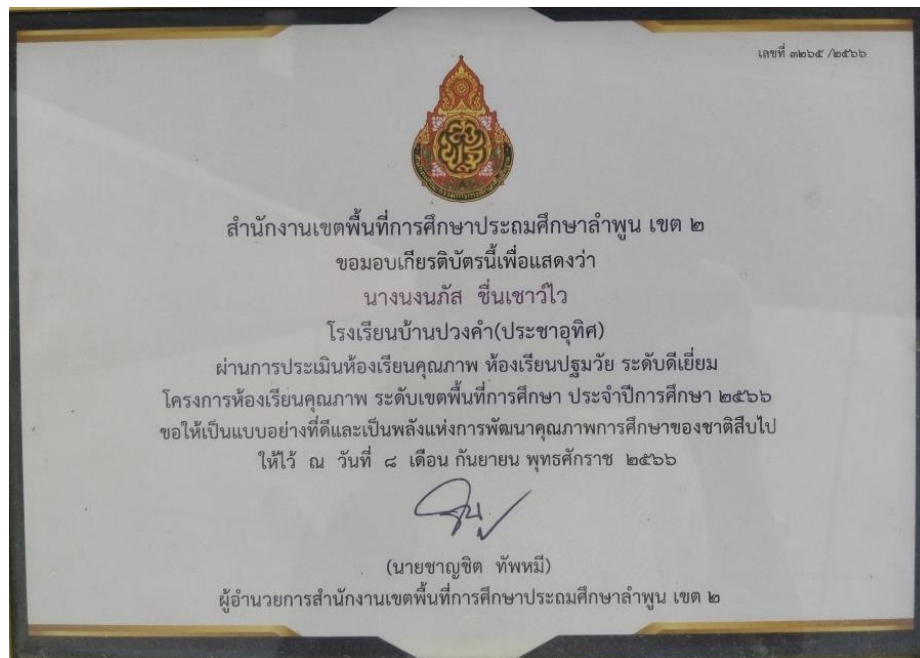 เลขที่ ๓๒๖๕ /๒๕๖๖
สำนักงานเขตพื้นที่การศึกษาประถมศึกษาลำพูน เขต ๒
ขอมอบเกียรติบัตรนี้เพื่อแสดงว่า
นางนงนภัส ชื่นเชาว์ไว
โรงเรียนบ้านปวงคำ(ประชาอุทิศ)
ผ่านการประเมินห้องเรียนคุณภาพ ห้องเรียนปฐมวัย ระดับดีเยี่ยม
โครงการห้องเรียนคุณภาพ ระดับเขตพื้นที่การศึกษา ประจำปีการศึกษา ๒๕๖๖
ขอให้เป็นแบบอย่างที่ดีและเป็นพลังแห่งการพัฒนาคุณภาพการศึกษาของชาติสืบไป
ให้ไว้ ณ วันที่ ๘ เดือน กันยายน พุทธศักราช ๒๕๖๖
(นายชาญชิต ทัพหมี)
ผู้อำนวยการสำนักงานเขตพื้นที่การศึกษาประถมศึกษาลำพูน เขต ๒